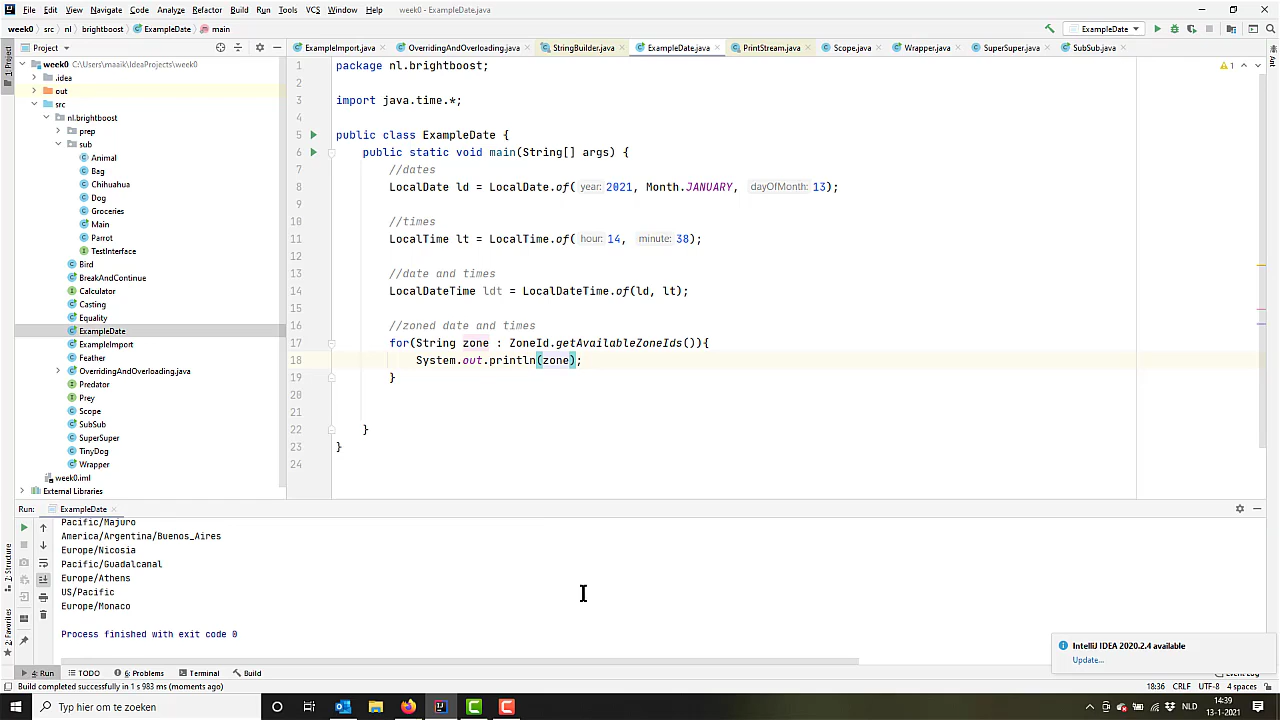 File Edit View Navigate Code Analyze Refactor Build Run Tools VCS Window Help week0 - ExampleDate.java
week0 src nl brightboost ExampleDate main ExampleDate
Project ExampleImport.java OverridingAndOverloading.java StringBuilder.java ExampleDate.java PrintStream.java Scope.java Wrapper.java SuperSuper.java SubSub.java
1: Project
Ant
week0 C:\Users\maaik\IdeaProjects\week0
.idea
out
src
nl.brightboost
prep
sub
Animal
Bag
Chihuahua
Dog
Groceries
Main
Parrot
TestInterface
Bird
BreakAndContinue
Calculator
Casting
Equality
ExampleDate
ExampleImport
Feather
OverridingAndOverloading.java
Predator
Prey
Scope
SubSub
SuperSuper
TinyDog
Wrapper
week0.iml
External Libraries
1 package nl.brightboost; 1
2
3 import java.time.*;
4
5 public class ExampleDate {
6 public static void main(String[] args) {
7 //dates
8 LocalDate ld = LocalDate.of( year: 2021, Month.JANUARY, dayOfMonth: 13);
9
10 //times
11 LocalTime lt = LocalTime.of( hour: 14, minute: 38);
12
13 //date and times
14 LocalDateTime ldt = LocalDateTime.of(ld, lt);
15
16 //zoned date and times
17 for(String zone : ZoneId.getAvailableZoneIds()){
18 System.out.println(zone);
19 }
20
21
22 }
23 }
24
Run: ExampleDate
Pacific/Majuro
America/Argentina/Buenos_Aires
Europe/Nicosia
Pacific/Guadalcanal
Europe/Athens
US/Pacific
Europe/Monaco
Process finished with exit code 0
7: Structure
2: Favorites
IntelliJ IDEA 2020.2.4 available
Update...
4: Run TODO 6: Problems Terminal Build Event Log
Build completed successfully in 1 s 983 ms (moments ago) 18:36 CRLF UTF-8 4 spaces
Typ hier om te zoeken NLD 14:39
13-1-2021